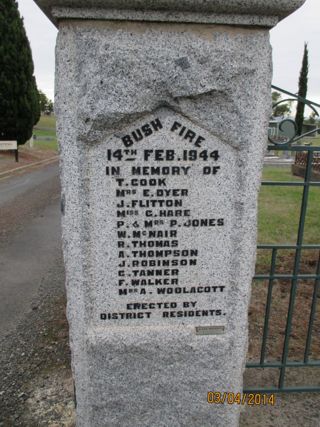 BUSH FIRE
14TH FEB. 1944
IN MEMORY OF
T. COOK
MRS E. DYER
J. FLITTON
MISS G. HARE
P. & MRS P. JONES
W. McNAIR
R. THOMAS
A. THOMPSON
J. ROBINSON
C. TANNER
F. WALKER
MRS A. WOOLACOTT
ERECTED BY
DISTRICT RESIDENTS.
03/04/2014